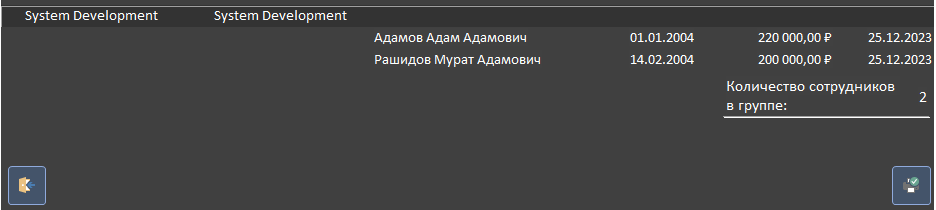 System Development System Development
Адамов Адам Адамович 01.01.2004 220 000,00 ₽ 25.12.2023
Рашидов Мурат Адамович 14.02.2004 200 000,00 ₽ 25.12.2023
Количество сотрудников
в группе: 2